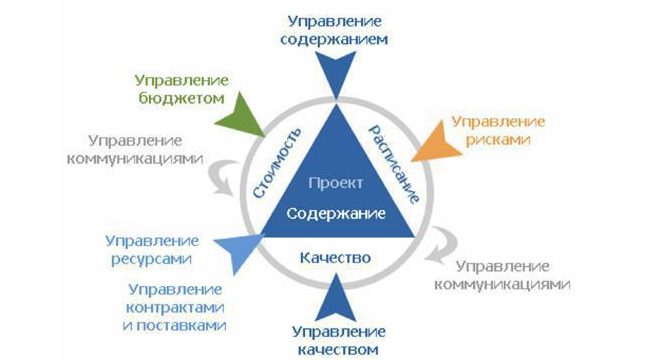 Управление
содержанием
Управление
бюджетом
Управление
рисками
Управление
коммуникациями
Стоимость
Расписание
Проект
Содержание
Качество
Управление
ресурсами
Управление
контрактами
и поставками
Управление
коммуникациями
Управление
качеством